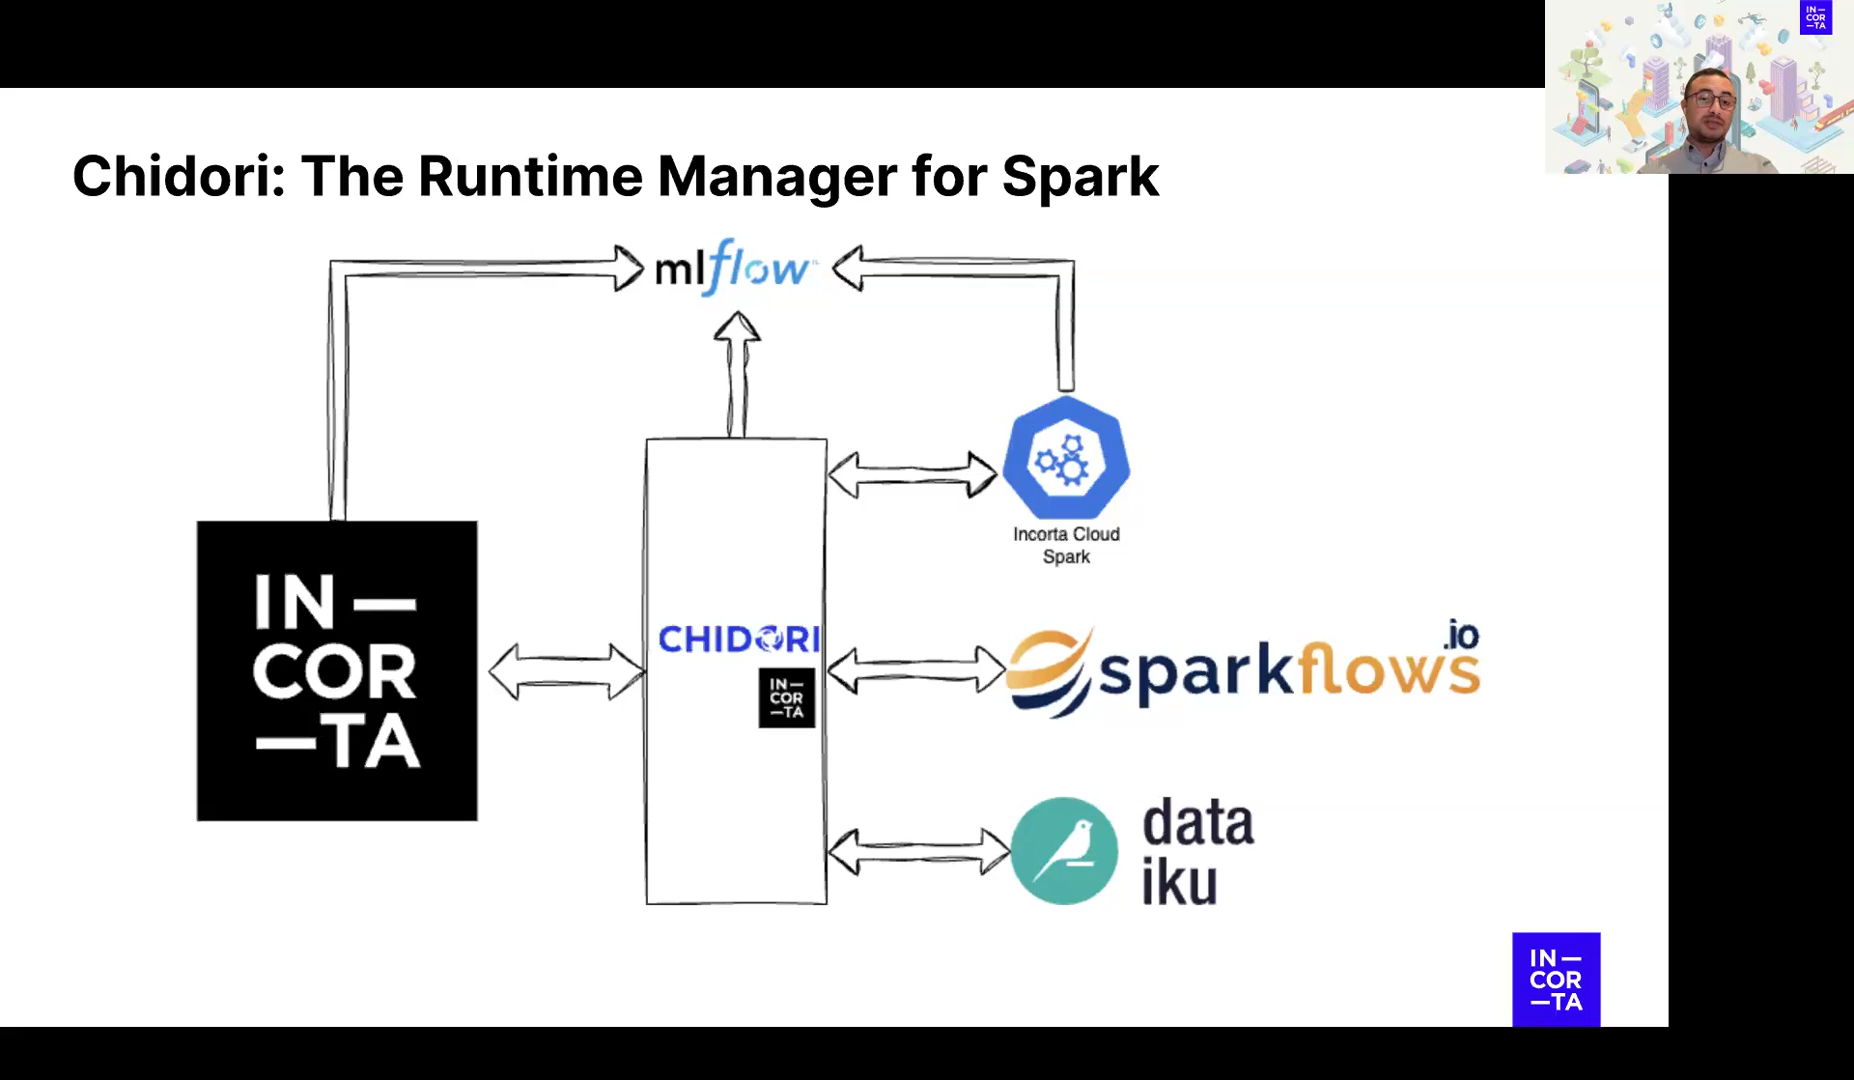 IN
COR
TA
Chidori: The Runtime Manager for Spark
mlflow
Incorta Cloud
Spark
IN
COR
TA
CHIDORI
IN
COR
TA
sparkflows
.io
data
iku
IN
COR
TA